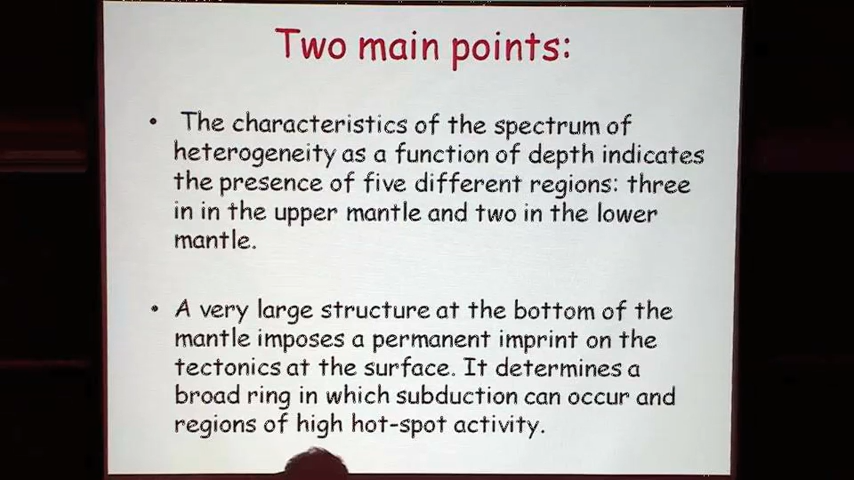 Two main points:
• The characteristics of the spectrum of
heterogeneity as a function of depth indicates
the presence of five different regions: three
in in the upper mantle and two in the lower
mantle.
• A very large structure at the bottom of the
mantle imposes a permanent imprint on the
tectonics at the surface. It determines a
broad ring in which subduction can occur and
regions of high hot-spot activity.